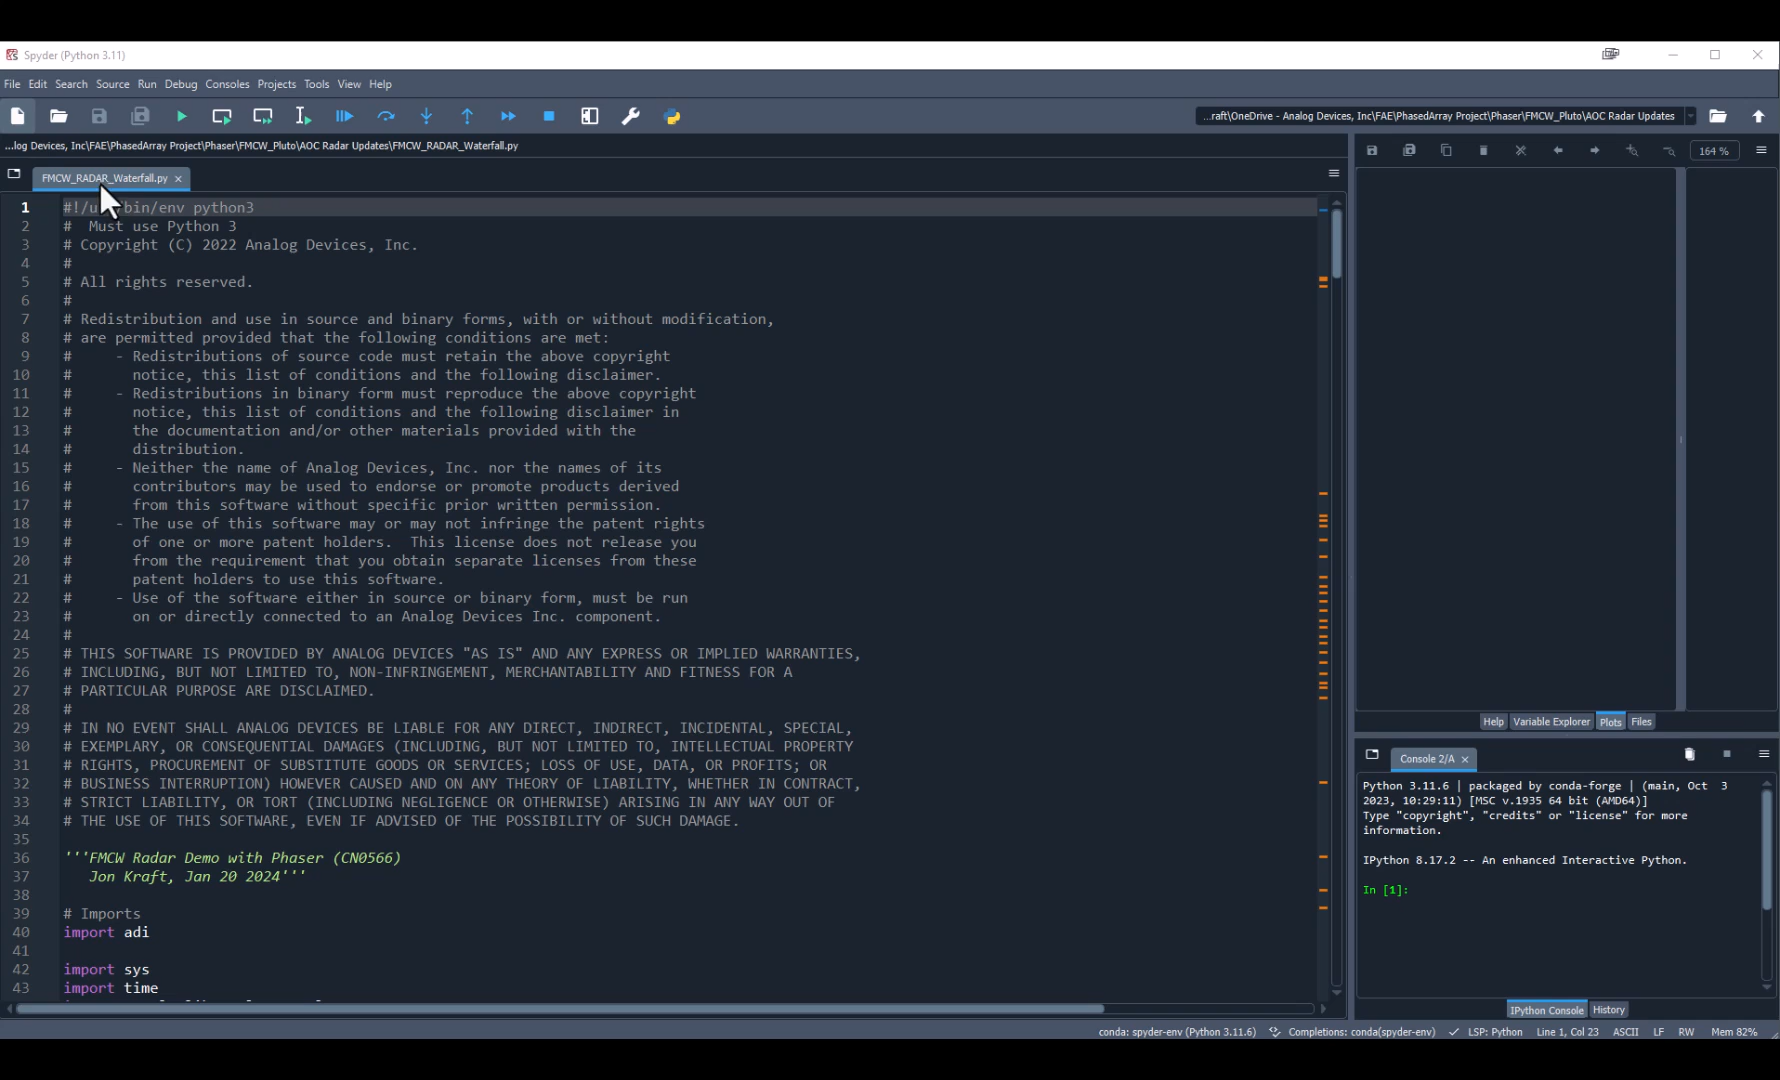 Spyder (Python 3.11)
File Edit Search Source Run Debug Consoles Projects Tools View Help
...raft\OneDrive - Analog Devices, Inc\FAE\PhasedArray Project\Phaser\FMCW_Pluto\AOC Radar Updates
...log Devices, Inc\FAE\PhasedArray Project\Phaser\FMCW_Pluto\AOC Radar Updates\FMCW_RADAR_Waterfall.py
164 %
FMCW_RADAR_Waterfall.py
1 bin/env python3
2 # Must use Python 3
3 # Copyright (C) 2022 Analog Devices, Inc.
4 #
5 # All rights reserved.
6 #
7 # Redistribution and use in source and binary forms, with or without modification,
8 # are permitted provided that the following conditions are met:
9 # - Redistributions of source code must retain the above copyright
10 # notice, this list of conditions and the following disclaimer.
11 # - Redistributions in binary form must reproduce the above copyright
12 # notice, this list of conditions and the following disclaimer in
13 # the documentation and/or other materials provided with the
14 # distribution.
15 # - Neither the name of Analog Devices, Inc. nor the names of its
16 # contributors may be used to endorse or promote products derived
17 # from this software without specific prior written permission.
18 # - The use of this software may or may not infringe the patent rights
19 # of one or more patent holders. This license does not release you
20 # from the requirement that you obtain separate licenses from these
21 # patent holders to use this software.
22 # - Use of the software either in source or binary form, must be run
23 # on or directly connected to an Analog Devices Inc. component.
24 #
25 # THIS SOFTWARE IS PROVIDED BY ANALOG DEVICES "AS IS" AND ANY EXPRESS OR IMPLIED WARRANTIES,
26 # INCLUDING, BUT NOT LIMITED TO, NON-INFRINGEMENT, MERCHANTABILITY AND FITNESS FOR A
27 # PARTICULAR PURPOSE ARE DISCLAIMED.
28 #
29 # IN NO EVENT SHALL ANALOG DEVICES BE LIABLE FOR ANY DIRECT, INDIRECT, INCIDENTAL, SPECIAL,
30 # EXEMPLARY, OR CONSEQUENTIAL DAMAGES (INCLUDING, BUT NOT LIMITED TO, INTELLECTUAL PROPERTY
31 # RIGHTS, PROCUREMENT OF SUBSTITUTE GOODS OR SERVICES; LOSS OF USE, DATA, OR PROFITS; OR
32 # BUSINESS INTERRUPTION) HOWEVER CAUSED AND ON ANY THEORY OF LIABILITY, WHETHER IN CONTRACT,
33 # STRICT LIABILITY, OR TORT (INCLUDING NEGLIGENCE OR OTHERWISE) ARISING IN ANY WAY OUT OF
34 # THE USE OF THIS SOFTWARE, EVEN IF ADVISED OF THE POSSIBILITY OF SUCH DAMAGE.
35
36 '''FMCW Radar Demo with Phaser (CN0566)
37 Jon Kraft, Jan 20 2024'''
38
39 # Imports
40 import adi
41
42 import sys
43 import time
Help Variable Explorer Plots Files
Console 2/A
Python 3.11.6 | packaged by conda-forge | (main, Oct 3
2023, 10:29:11) [MSC v.1935 64 bit (AMD64)]
Type "copyright", "credits" or "license" for more
information.
IPython 8.17.2 -- An enhanced Interactive Python.
In [1]:
IPython Console History
conda: spyder-env (Python 3.11.6) Completions: conda(spyder-env) LSP: Python Line 1, Col 23 ASCII LF RW Mem 82%